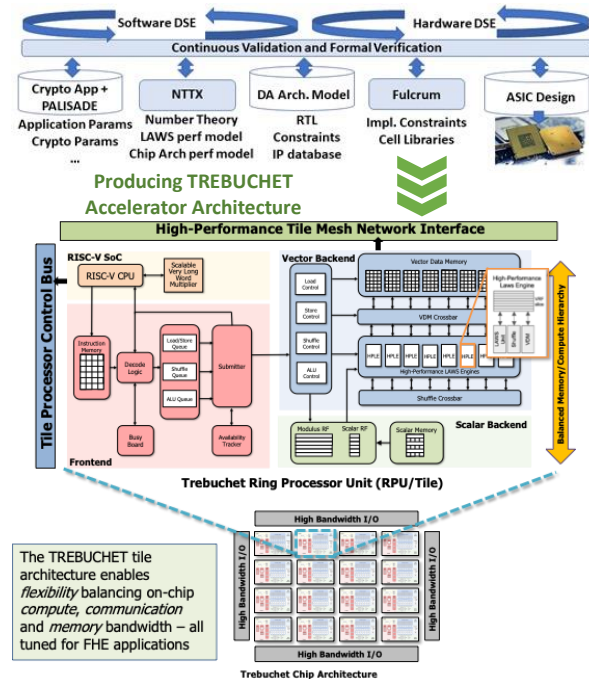 Software DSE
Hardware DSE
Continuous Validation and Formal Verification
Crypto App +
PALISADE
Application Params
Crypto Params
...
NTTX
Number Theory
LAWS perf model
Chip Arch perf model
DA Arch. Model
RTL
Constraints
IP database
Fulcrum
Impl. Constraints
Cell Libraries
ASIC Design
Producing TREBUCHET
Accelerator Architecture
High-Performance Tile Mesh Network Interface
Tile Processor Control Bus
RISC-V SoC
RISC-V CPU
Scalable
Very Long
Word
Multiplier
Instruction
Memory
Decode
Logic
Load/Store
Queue
Shuffle
Queue
ALU Queue
Submitter
Busy
Board
Availability
Tracker
Frontend
Vector Backend
Load
Control
Store
Control
Shuffle
Control
ALU Control
Vector Data Memory
VDM Crossbar
HPLE
HPLE
HPLE
HPLE
HPLE
HPLE
High-Performance LAWS Engines
Shuffle Crossbar
High-Performance
Laws Engine
LAWS
Unit
Shuffle
VDM
Modulus RF
Scalar RF
Scalar Memory
Scalar Backend
Balanced Memory/Compute Hierarchy
Trebuchet Ring Processor Unit (RPU/Tile)
High Bandwidth I/O
High Bandwidth I/O
High Bandwidth I/O
High Bandwidth I/O
The TREBUCHET tile
architecture enables
flexibility balancing on-chip
compute, communication
and memory bandwidth – all
tuned for FHE applications
Trebuchet Chip Architecture